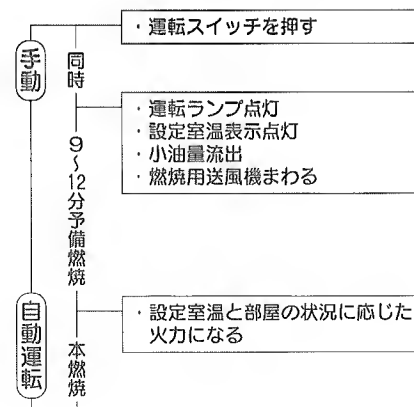 ・運転スイッチを押す
手動
同時
・運転ランプ点灯
・設定室温表示点灯
・小油量流出
・燃焼用送風機まわる
9～12分予備燃焼
自動運転
・設定室温と部屋の状況に応じた
火力になる
本燃焼